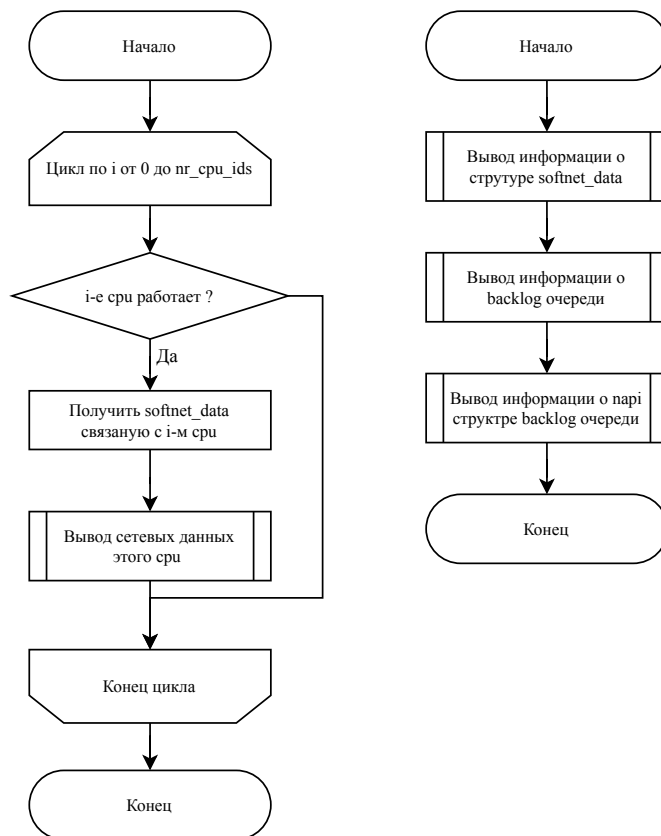 Начало
Цикл по i от 0 до nr_cpu_ids
i-е cpu работает ?
Да
Получить softnet_data
связаную с i-м cpu
Вывод сетевых данных
этого cpu
Конец цикла
Конец
Начало
Вывод информации о
струтуре softnet_data
Вывод информации о
backlog очереди
Вывод информации о napi
структре backlog очереди
Конец